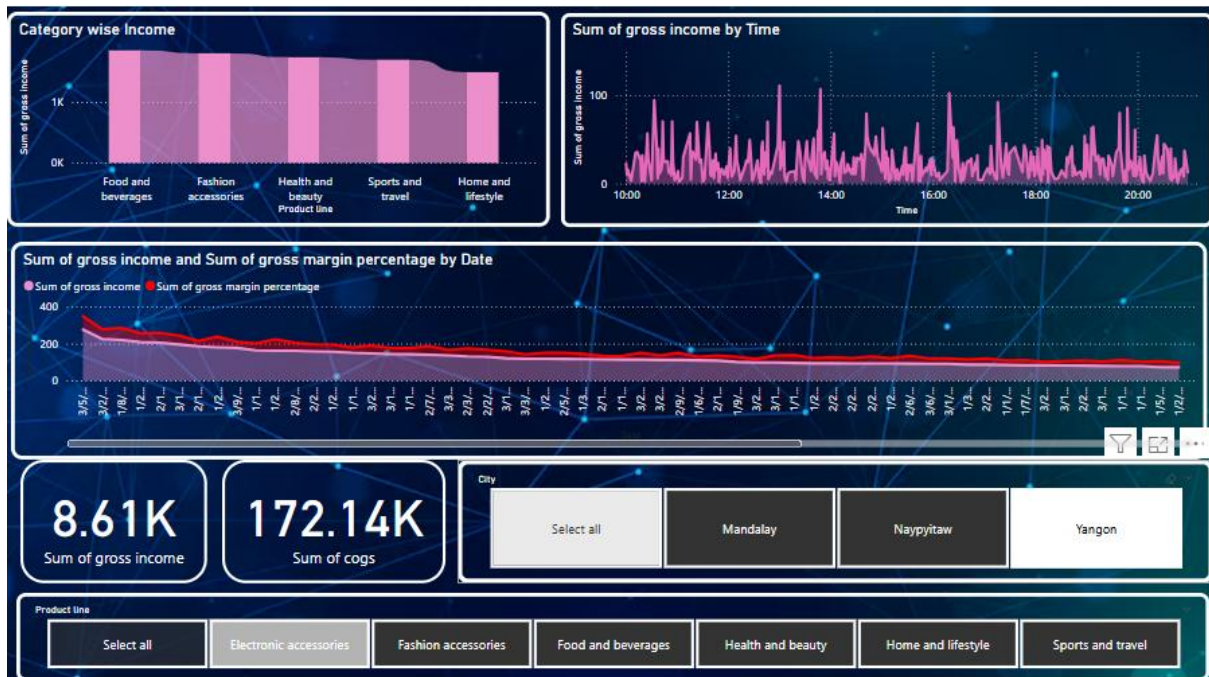 Category wise Income
Sum of gross income
1K
0K
Food and beverages
Fashion accessories
Health and beauty
Sports and travel
Home and lifestyle
Product line
Sum of gross income by Time
Sum of gross income
100
0
10:00 12:00 14:00 16:00 18:00 20:00
Time
Sum of gross income and Sum of gross margin percentage by Date
Sum of gross income Sum of gross margin percentage
400
200
0
8.61K
Sum of gross income
172.14K
Sum of cogs
City
Select all
Mandalay
Naypyitaw
Yangon
Product line
Select all
Electronic accessories
Fashion accessories
Food and beverages
Health and beauty
Home and lifestyle
Sports and travel